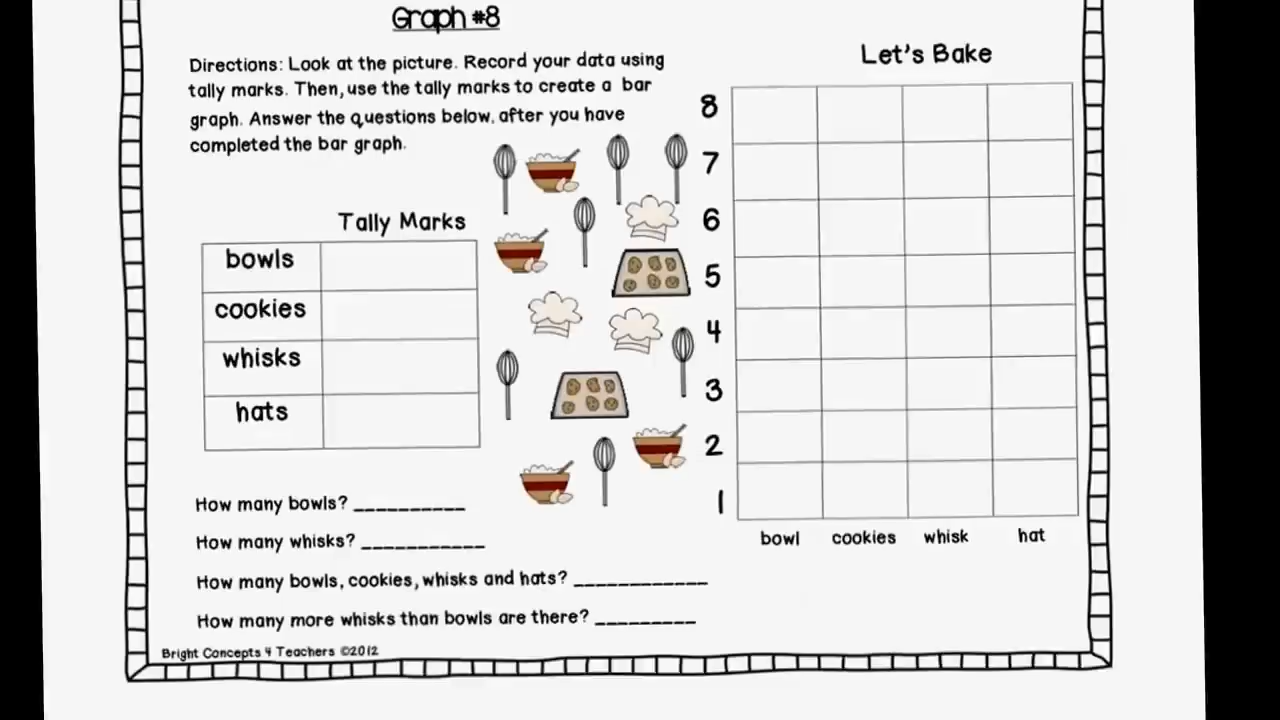 Graph #8
Directions: Look at the picture. Record your data using
tally marks. Then, use the tally marks to create a bar
graph. Answer the questions below, after you have
completed the bar graph.
Tally Marks
bowls
cookies
whisks
hats
Let's Bake
8
7
6
5
4
3
2
1
bowl cookies whisk hat
How many bowls? __________
How many whisks? ___________
How many bowls, cookies, whisks and hats? ____________
How many more whisks than bowls are there? _________
Bright Concepts 4 Teachers ©2012